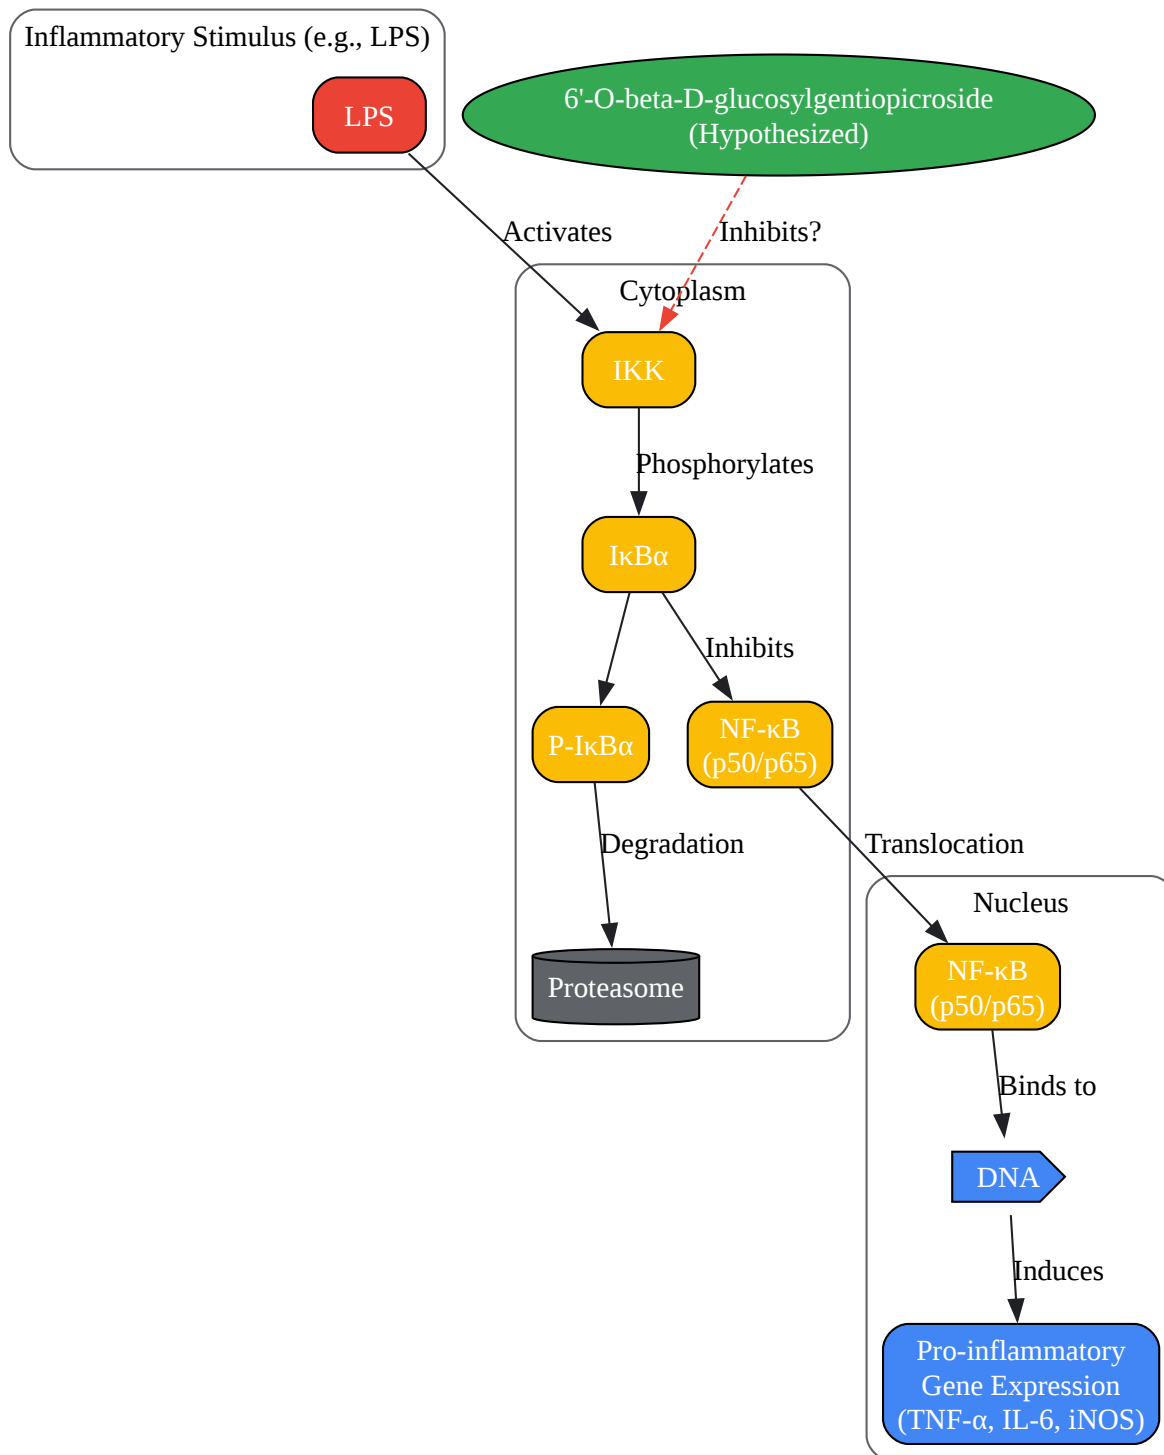 Inflammatory Stimulus (e.g., LPS)
LPS
6'-O-beta-D-glucosylgentiopicroside
(Hypothesized)
Activates
Inhibits?
Cytoplasm
IKK
Phosphorylates
IκBα
Inhibits
P-IκBα
NF-κB
(p50/p65)
Degradation
Translocation
Nucleus
Proteasome
NF-κB
(p50/p65)
Binds to
DNA
Induces
Pro-inflammatory
Gene Expression
(TNF-α, IL-6, iNOS)